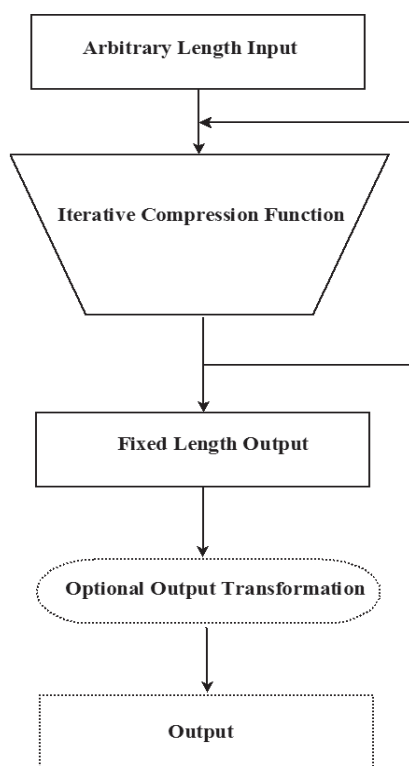 Arbitrary Length Input
Iterative Compression Function
Fixed Length Output
Optional Output Transformation
Output